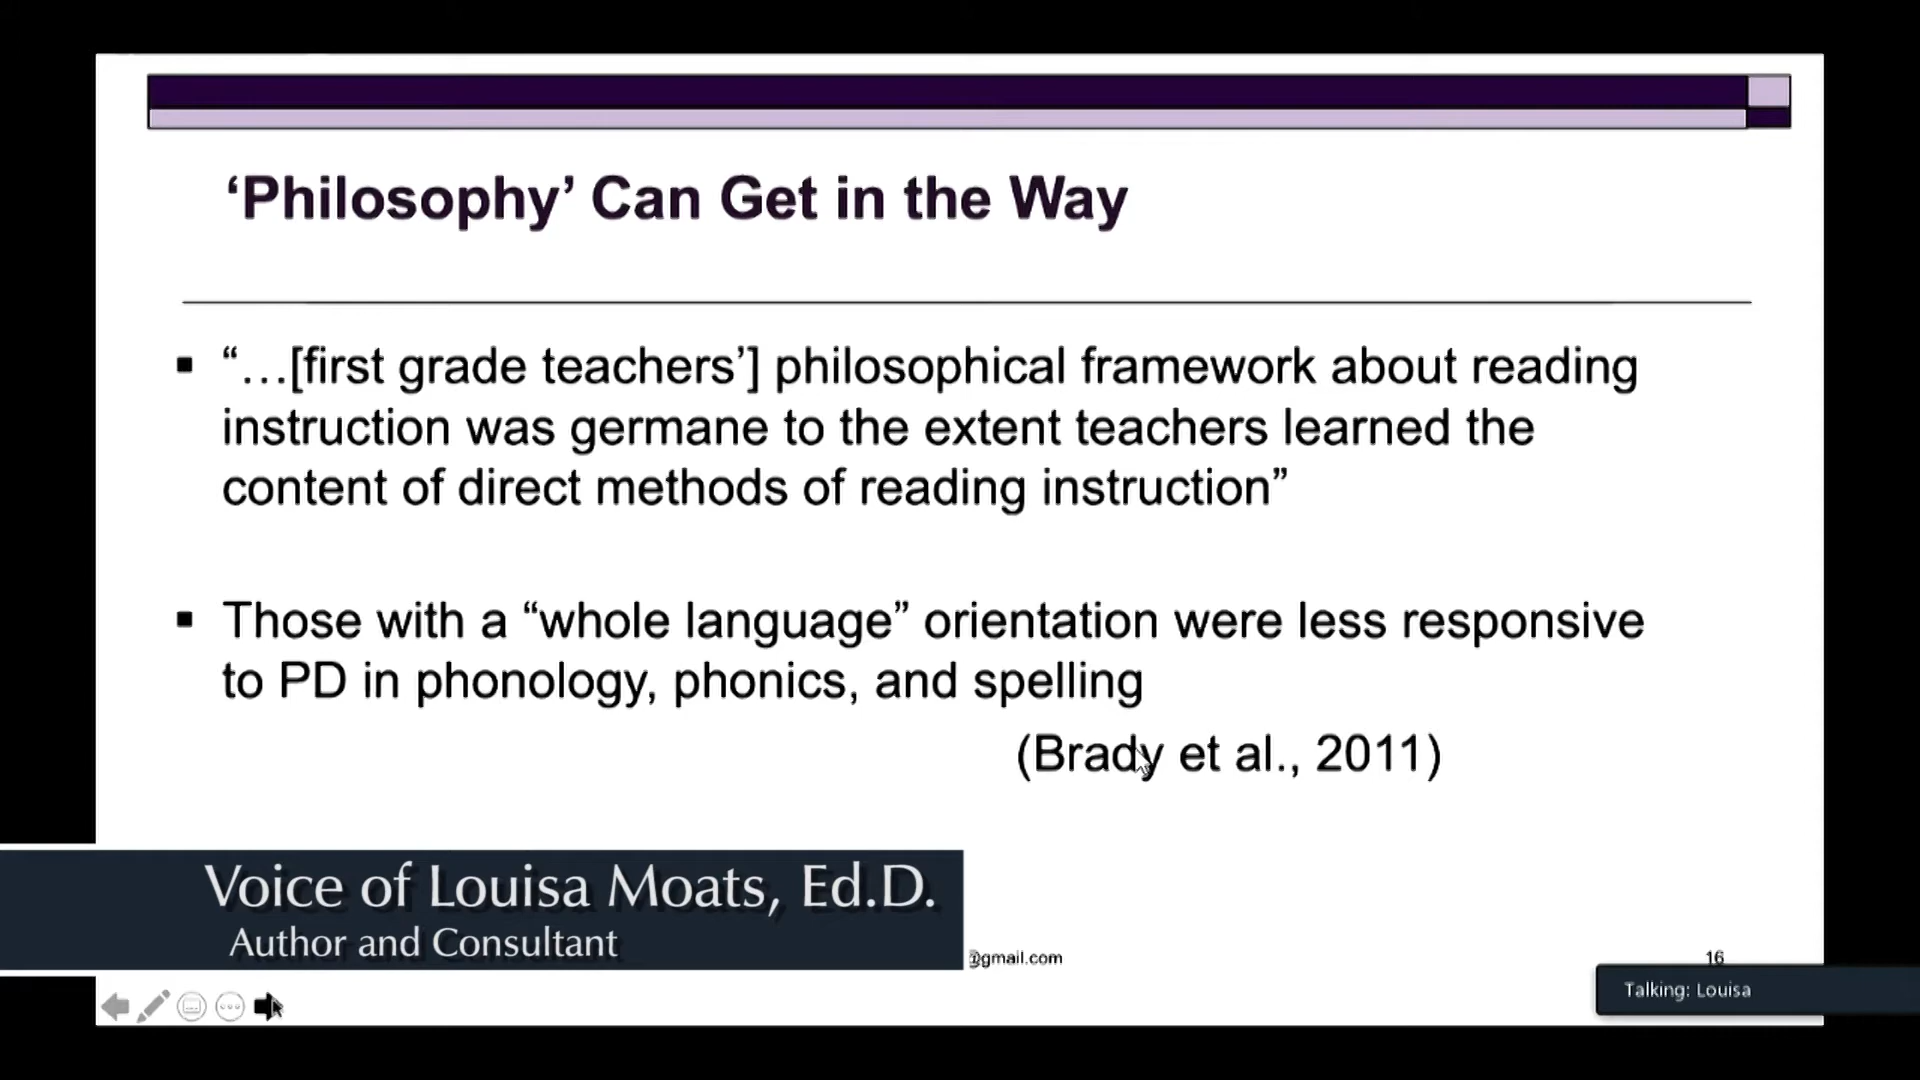 ‘Philosophy’ Can Get in the Way
“…[first grade teachers’] philosophical framework about reading
instruction was germane to the extent teachers learned the
content of direct methods of reading instruction”
Those with a “whole language” orientation were less responsive
to PD in phonology, phonics, and spelling
(Brady et al., 2011)
Voice of Louisa Moats, Ed.D.
Author and Consultant
@gmail.com
16
Talking: Louisa